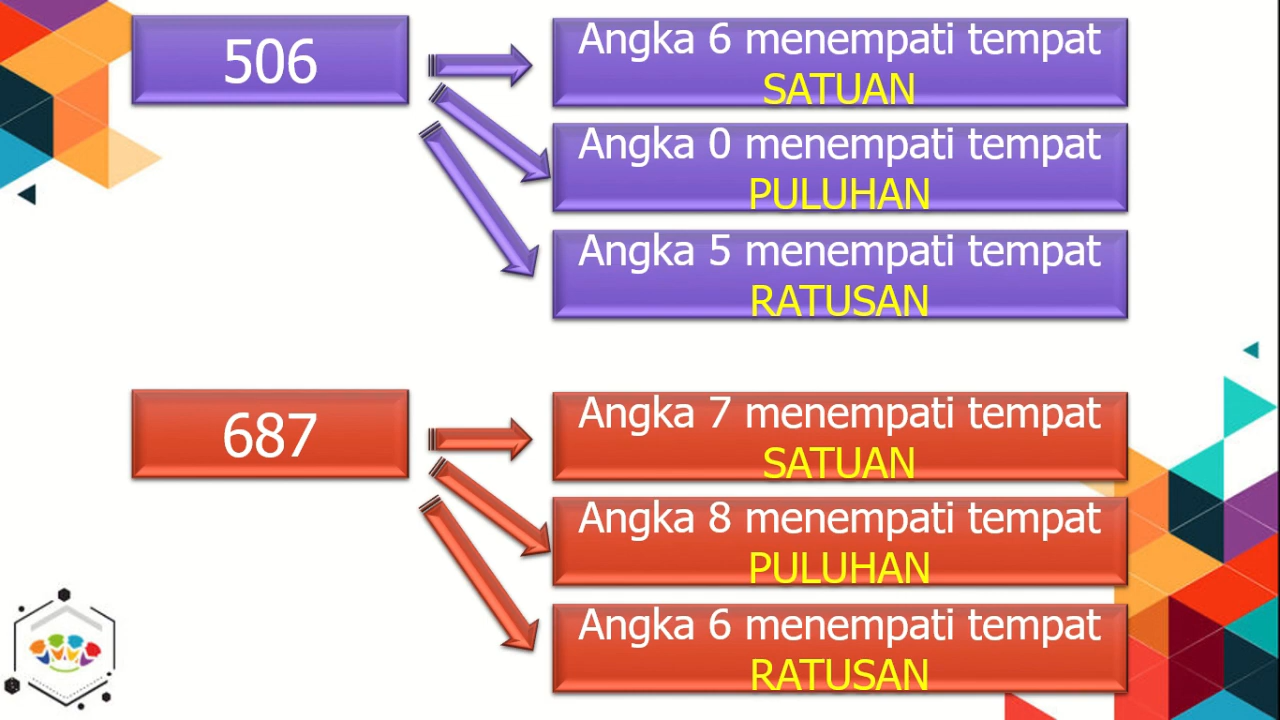 506
Angka 6 menempati tempat
SATUAN
Angka 0 menempati tempat
PULUHAN
Angka 5 menempati tempat
RATUSAN
687
Angka 7 menempati tempat
SATUAN
Angka 8 menempati tempat
PULUHAN
Angka 6 menempati tempat
RATUSAN